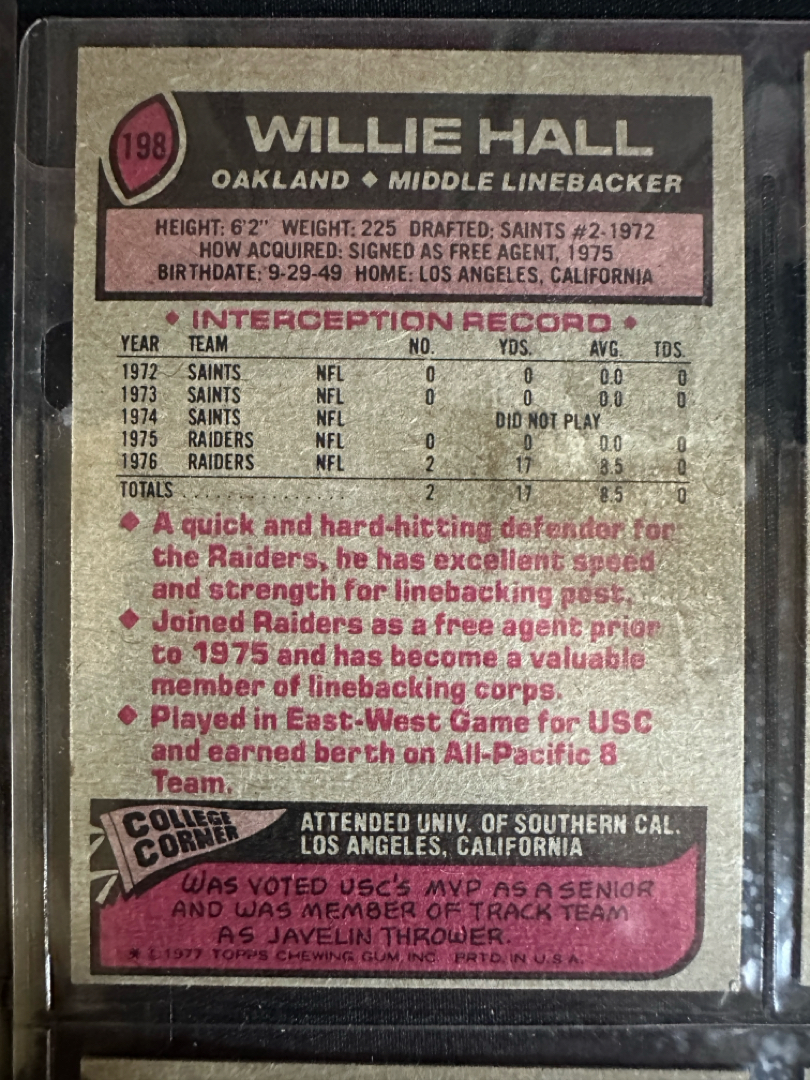 198
WILLIE HALL
OAKLAND ◆ MIDDLE LINEBACKER
HEIGHT: 6'2" WEIGHT: 225 DRAFTED: SAINTS #2-1972
HOW ACQUIRED: SIGNED AS FREE AGENT, 1975
BIRTHDATE: 9-29-49 HOME: LOS ANGELES, CALIFORNIA
◆ INTERCEPTION RECORD ◆
YEAR TEAM NO. YDS. AVG. TDS.
1972 SAINTS NFL 0 0 0.0 0
1973 SAINTS NFL 0 0 0.0 0
1974 SAINTS NFL DID NOT PLAY
1975 RAIDERS NFL 0 0 0.0 0
1976 RAIDERS NFL 2 17 8.5 0
TOTALS . . . . . . . . . . . . . . . . . 2 17 8.5 0
◆ A quick and hard-hitting defender for
the Raiders, he has excellent speed
and strength for linebacking post.
◆ Joined Raiders as a free agent prior
to 1975 and has become a valuable
member of linebacking corps.
◆ Played in East-West Game for USC
and earned berth on All-Pacific 8
Team.
COLLEGE
CORNER
ATTENDED UNIV. OF SOUTHERN CAL.
LOS ANGELES, CALIFORNIA
WAS VOTED USC'S MVP AS A SENIOR
AND WAS MEMBER OF TRACK TEAM
AS JAVELIN THROWER.
* © 1977 TOPPS CHEWING GUM, INC. PRTD. IN U.S.A.